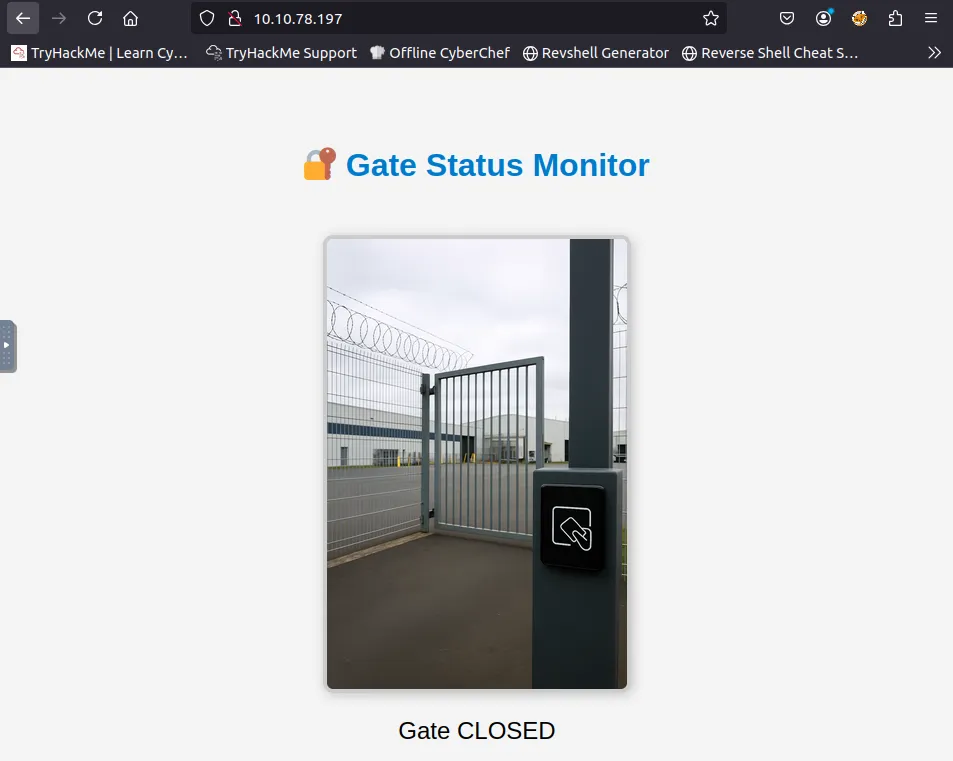 10.10.78.197
TryHackMe | Learn Cy…
TryHackMe Support
Offline CyberChef
Revshell Generator
Reverse Shell Cheat S…
Gate Status Monitor
Gate CLOSED